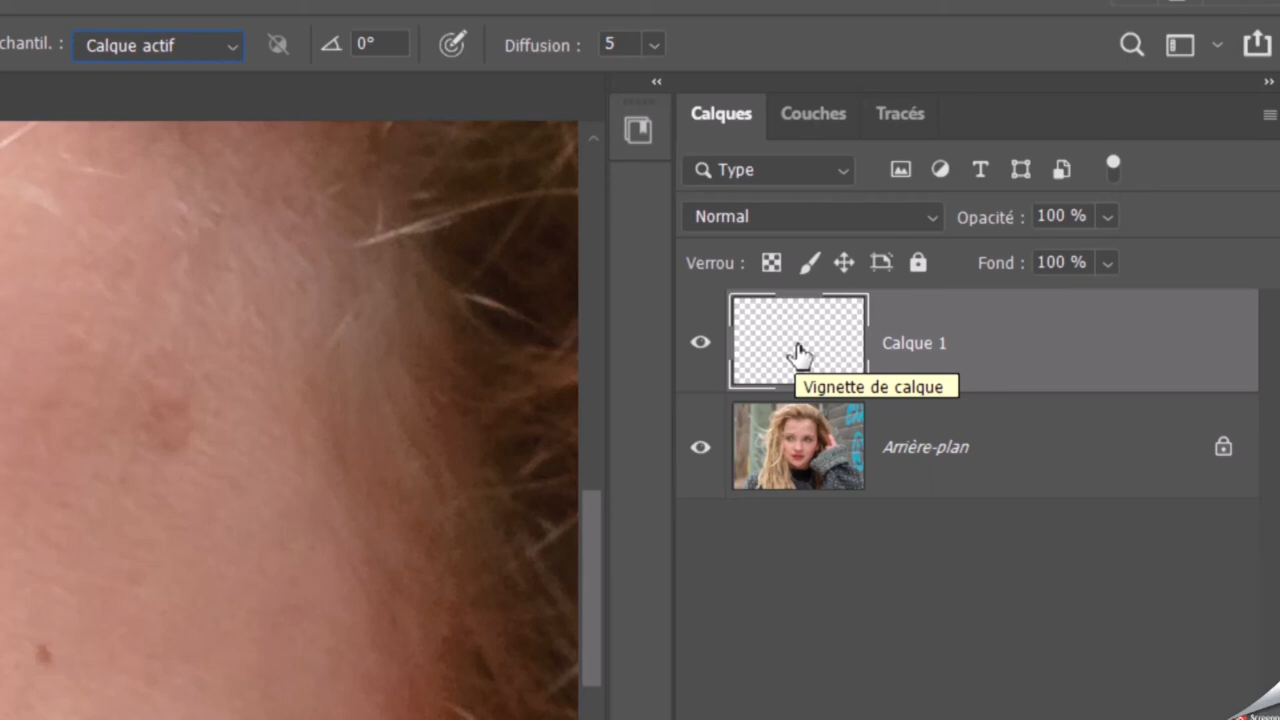 chantil. : Calque actif 0° Diffusion : 5
Calques Couches Tracés
Type
Normal Opacité : 100 %
Verrou : Fond : 100 %
Calque 1
Vignette de calque
Arrière-plan